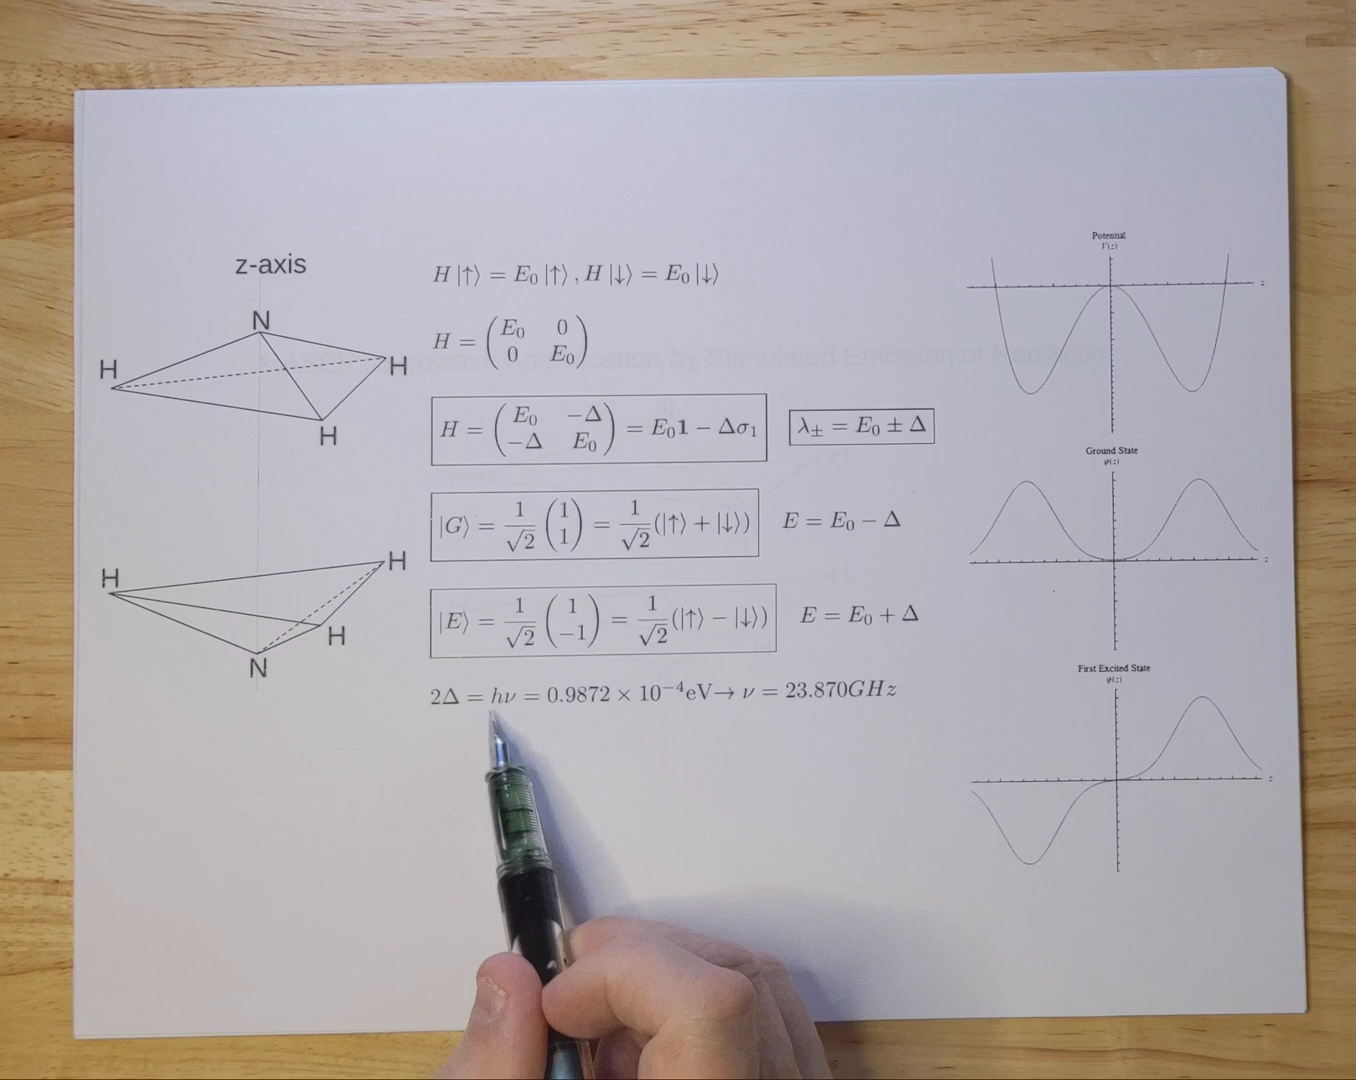 z-axis
N
H
H
H
H
H
H
N
H |↑⟩ = E₀ |↑⟩ , H |↓⟩ = E₀ |↓⟩
H = ( E₀ 0
0 E₀ )
H = ( E₀ −Δ
−Δ E₀ ) = E₀1 − Δσ₁
λ± = E₀ ± Δ
|G⟩ = 1/√2 ( 1
1 ) = 1/√2 (|↑⟩ + |↓⟩)
E = E₀ − Δ
|E⟩ = 1/√2 ( 1
−1 ) = 1/√2 (|↑⟩ − |↓⟩)
E = E₀ + Δ
2Δ = hν = 0.9872 × 10⁻⁴eV→ ν = 23.870GHz
Potential
V(z)
z
Ground State
ψ(z)
z
First Excited State
ψ(z)
z